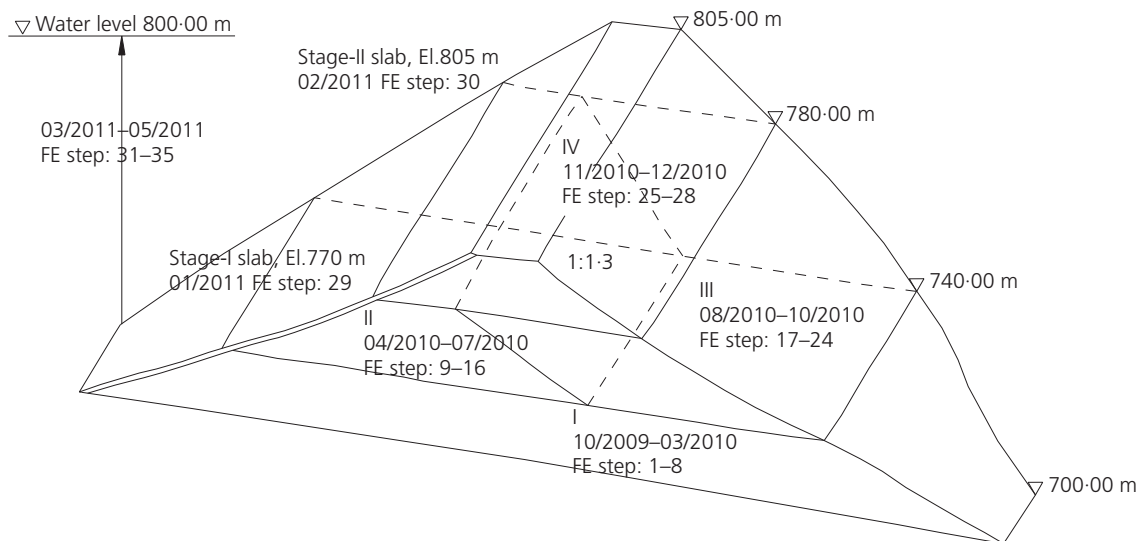 Water level 800·00 m
805·00 m
Stage-II slab, El.805 m
02/2011 FE step: 30
780·00 m
03/2011–05/2011
FE step: 31–35
IV
11/2010–12/2010
FE step: 25–28
Stage-I slab, El.770 m
01/2011 FE step: 29
1:1·3
740·00 m
III
08/2010–10/2010
FE step: 17–24
II
04/2010–07/2010
FE step: 9–16
I
10/2009–03/2010
FE step: 1–8
700·00 m